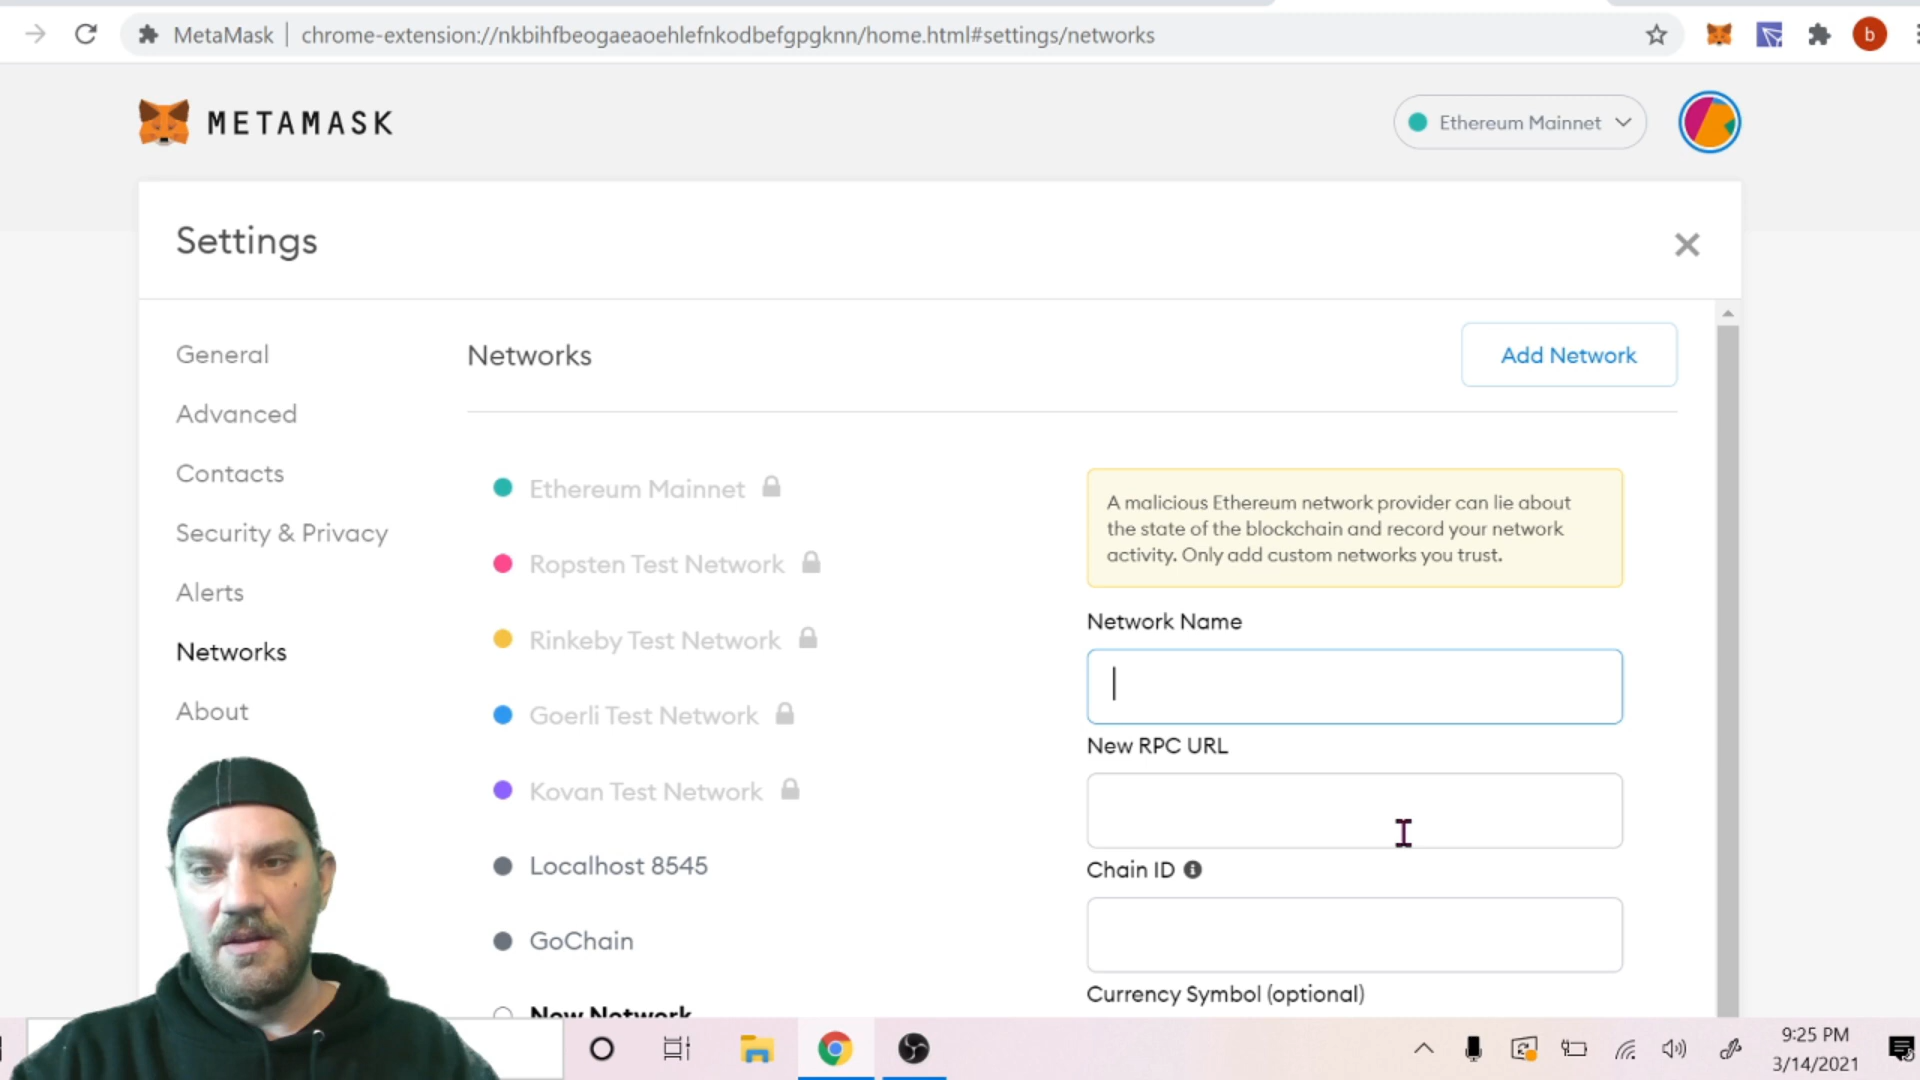 MetaMask | chrome-extension://nkbihfbeogaeaoehlefnkodbefgpgknn/home.html#settings/networks
b
METAMASK
Ethereum Mainnet
Settings
General
Advanced
Contacts
Security & Privacy
Alerts
Networks
About
Networks
Add Network
Ethereum Mainnet
Ropsten Test Network
Rinkeby Test Network
Goerli Test Network
Kovan Test Network
Localhost 8545
GoChain
New Network
A malicious Ethereum network provider can lie about
the state of the blockchain and record your network
activity. Only add custom networks you trust.
Network Name
New RPC URL
Chain ID
Currency Symbol (optional)
9:25 PM
3/14/2021